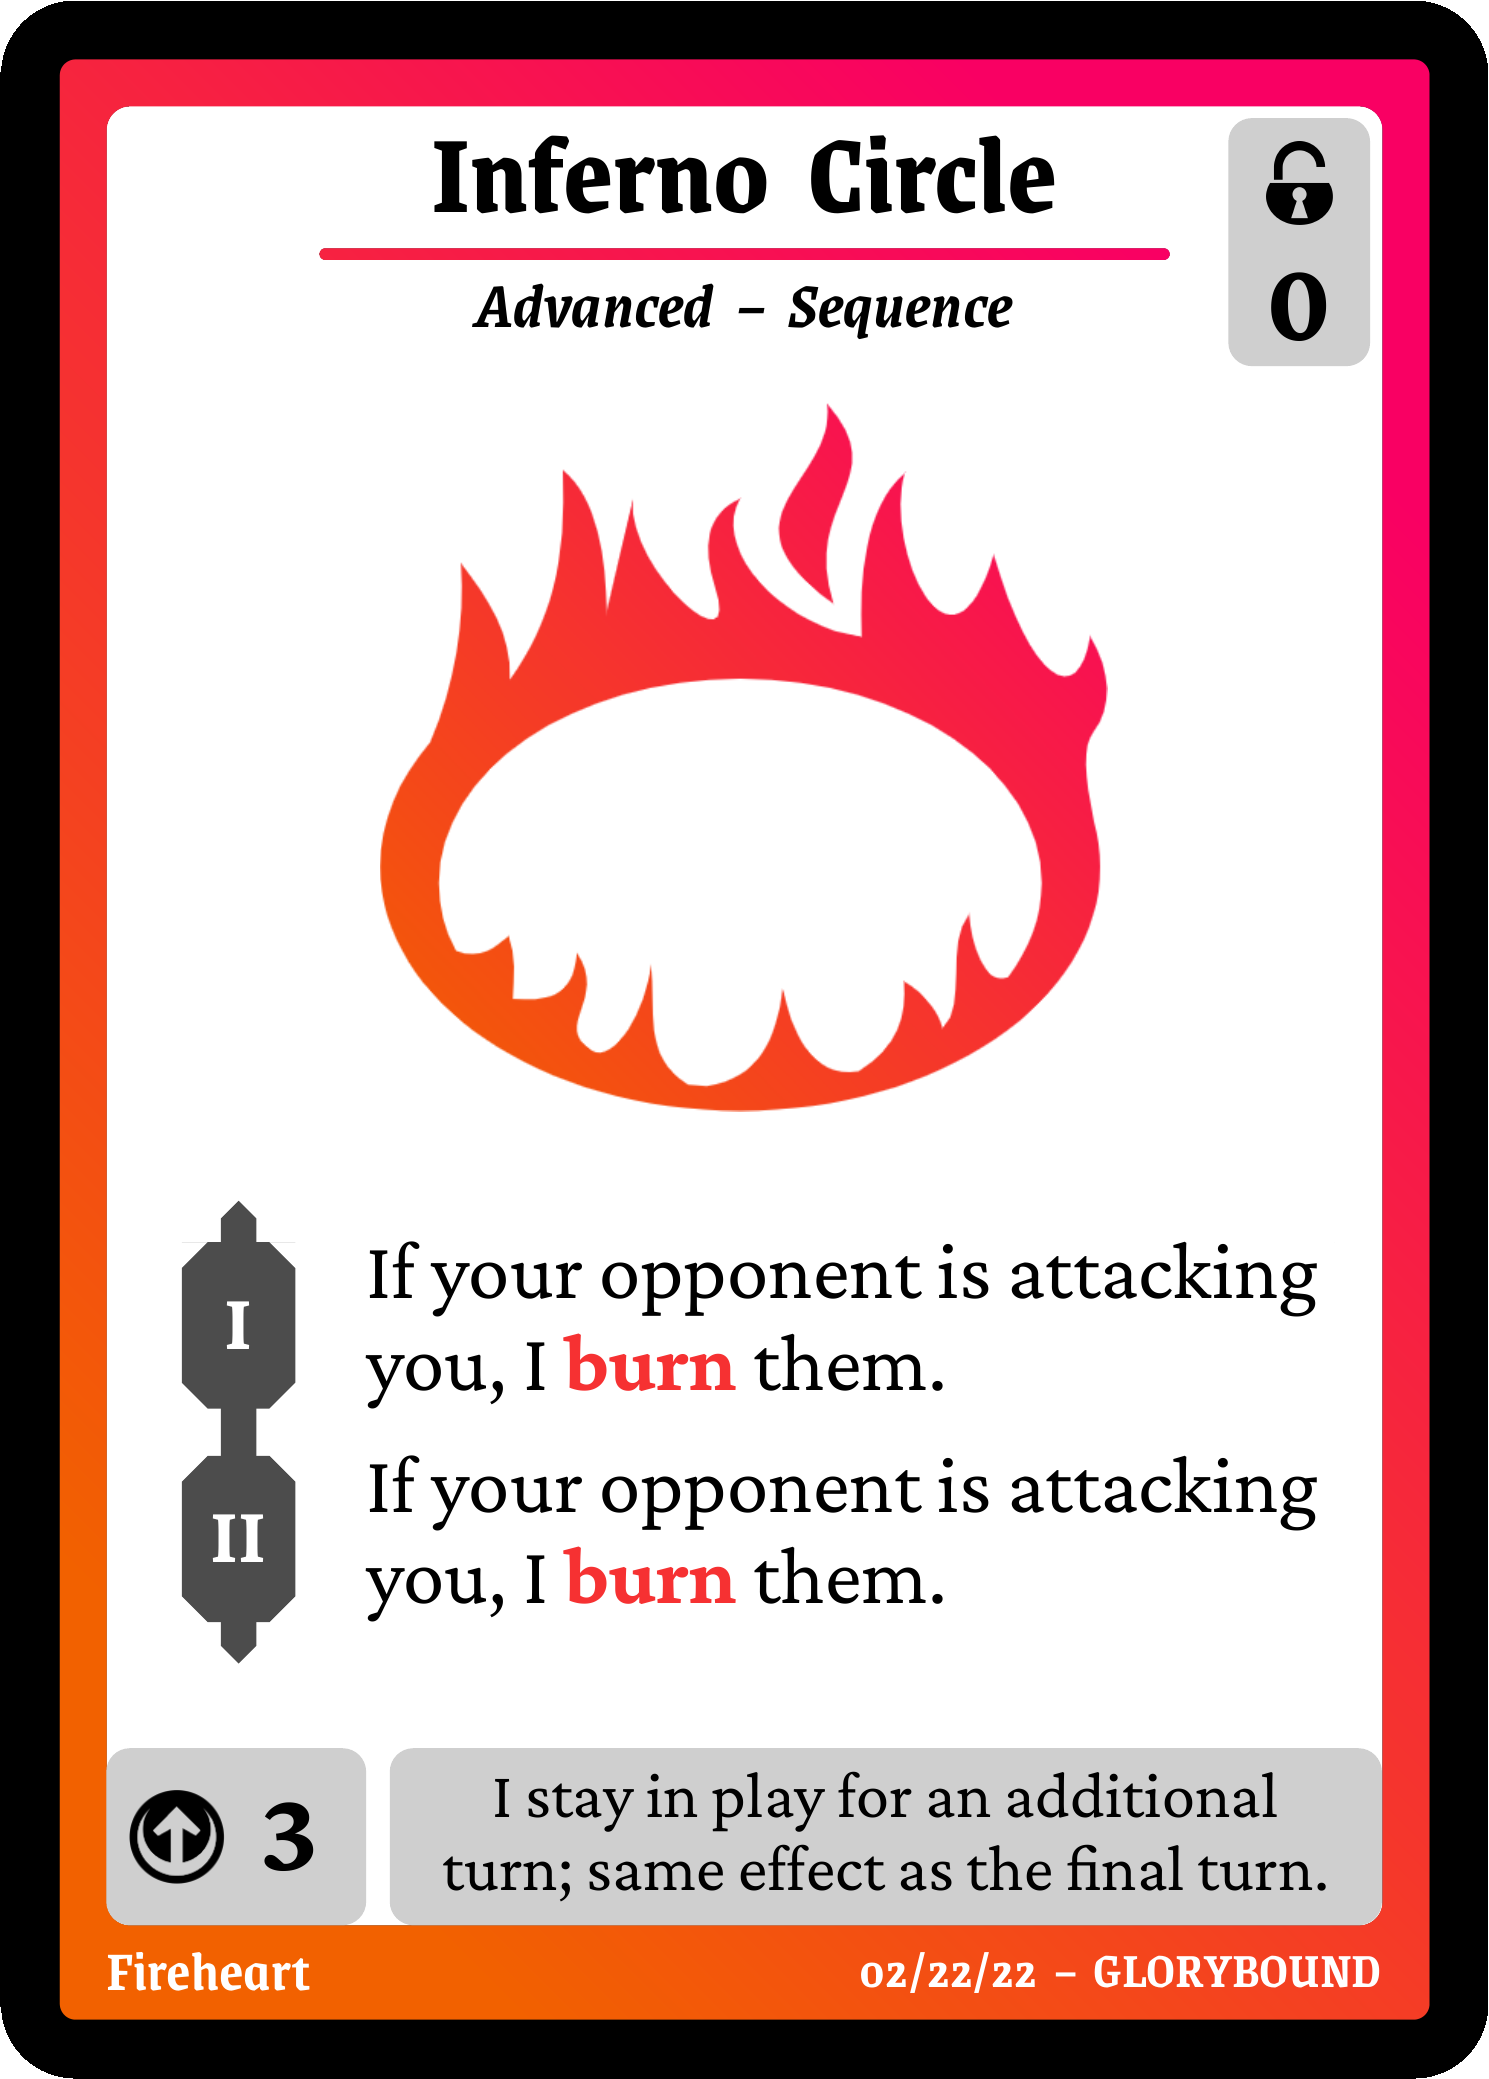 Inferno Circle
0
Advanced – Sequence
I
If your opponent is attacking
you, I burn them.
II
If your opponent is attacking
you, I burn them.
3
I stay in play for an additional
turn; same effect as the final turn.
Fireheart
02/22/22 – GLORYBOUND